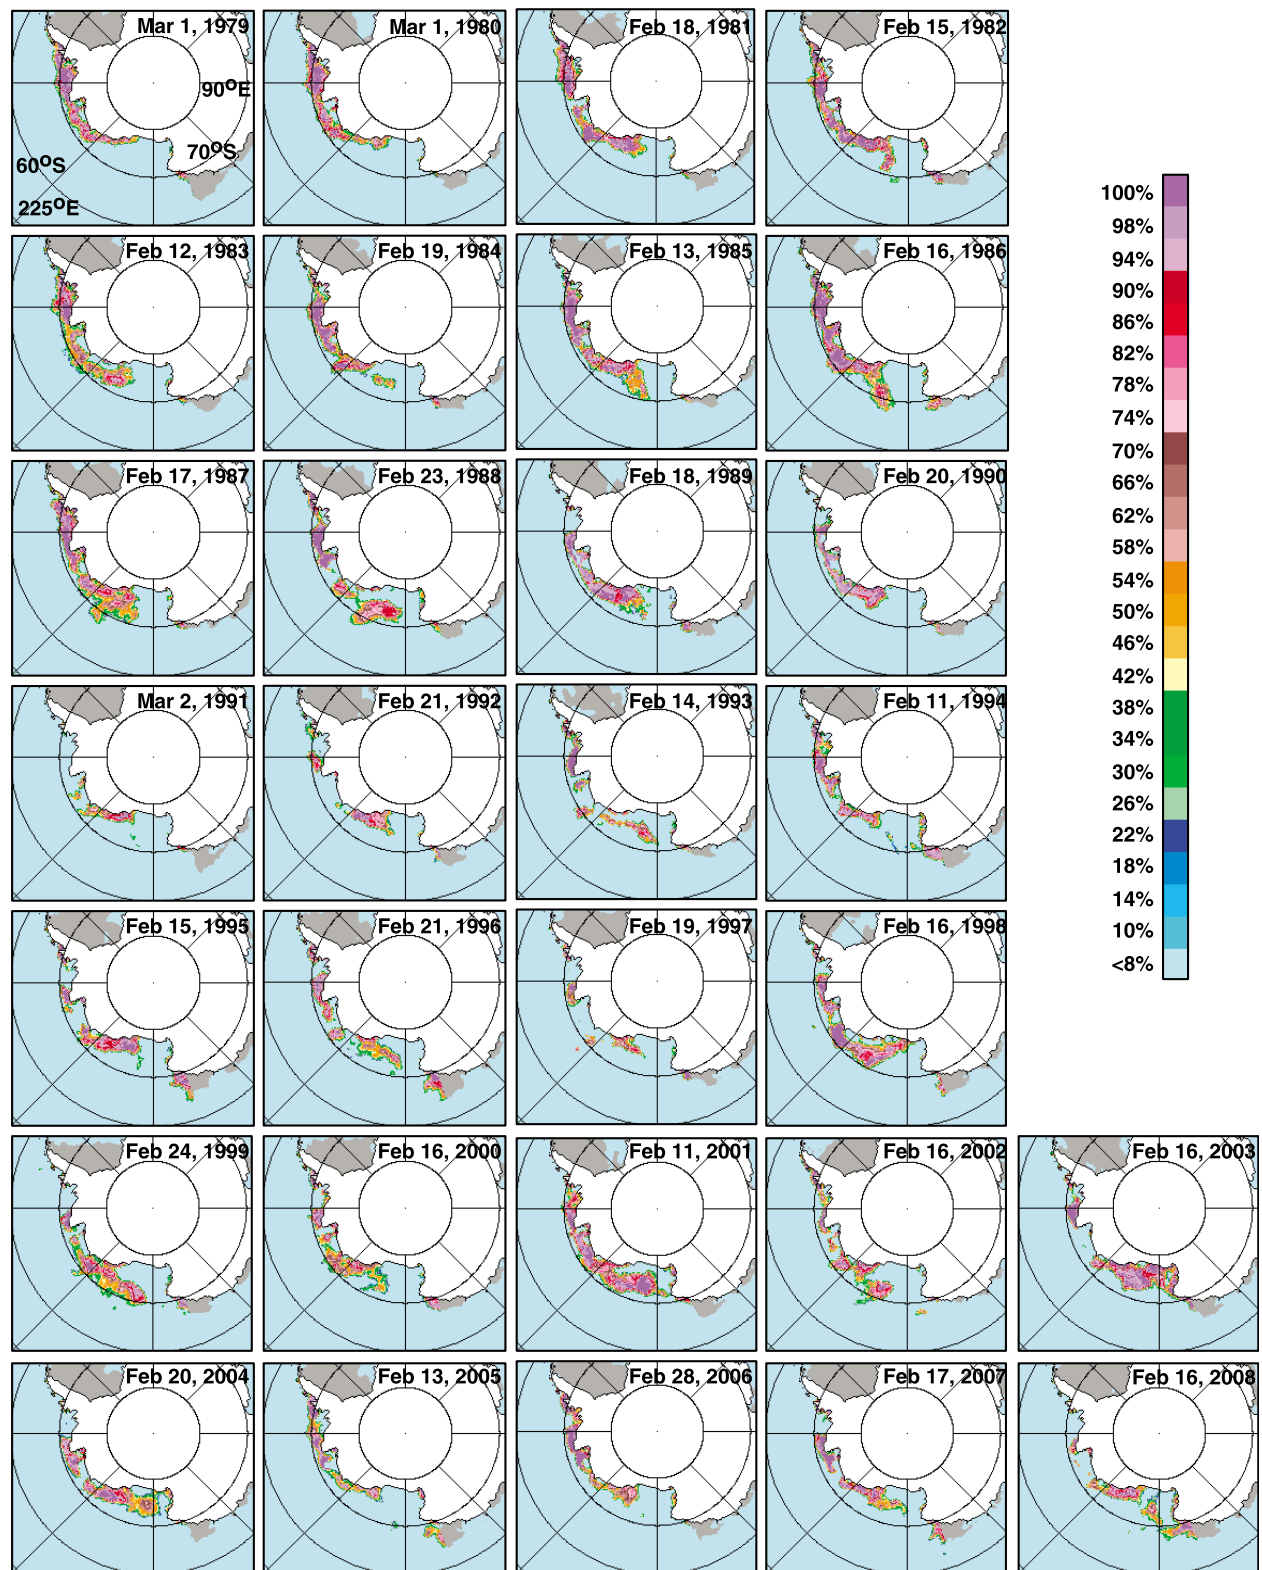 Mar 1, 1979
Mar 1, 1980
Feb 18, 1981
Feb 15, 1982
90ºE
70ºS
60ºS
225ºE
Feb 12, 1983
Feb 19, 1984
Feb 13, 1985
Feb 16, 1986
Feb 17, 1987
Feb 23, 1988
Feb 18, 1989
Feb 20, 1990
Mar 2, 1991
Feb 21, 1992
Feb 14, 1993
Feb 11, 1994
Feb 15, 1995
Feb 21, 1996
Feb 19, 1997
Feb 16, 1998
Feb 24, 1999
Feb 16, 2000
Feb 11, 2001
Feb 16, 2002
Feb 16, 2003
Feb 20, 2004
Feb 13, 2005
Feb 28, 2006
Feb 17, 2007
Feb 16, 2008
100%
98%
94%
90%
86%
82%
78%
74%
70%
66%
62%
58%
54%
50%
46%
42%
38%
34%
30%
26%
22%
18%
14%
10%
<8%